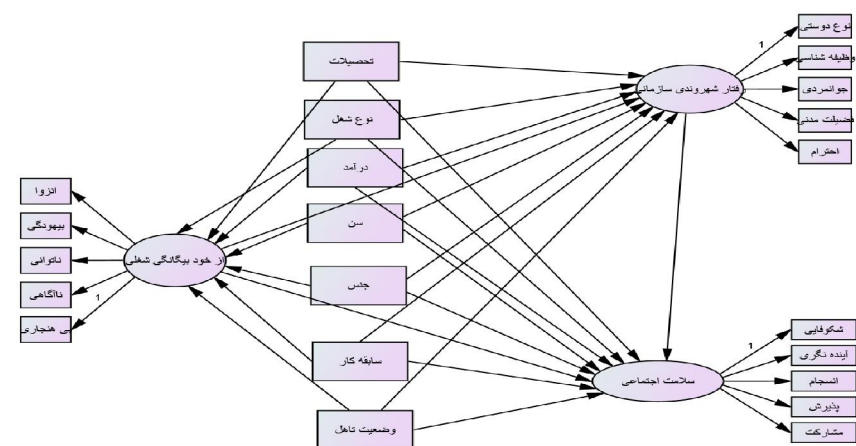 نوع دوستی
1
وظیفه شناسی
جوانمردی
فضیلت مدنی
احترام
رفتار شهروندی سازمانی
تحصیلات
نوع شغل
درآمد
سن
جنس
سابقه کار
وضعیت تاهل
انزوا
بیهودگی
ناتوانی
ناآگاهی
1
بی هنجاری
از خود بیگانگی شغلی
شکوفایی
1
آینده نگری
انسجام
پذیرش
مشارکت
سلامت اجتماعی